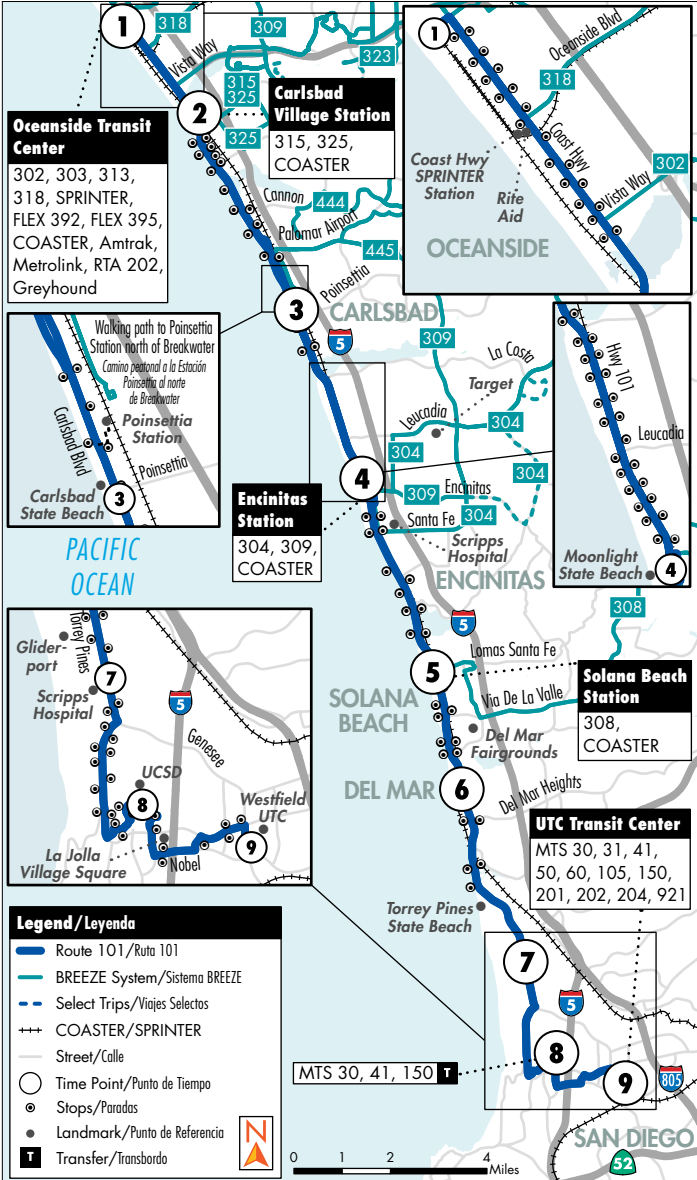 1
318
309
Vista Way
323
315
325
325
2
Carlsbad
Village Station
315, 325,
COASTER
Oceanside Transit
Center
302, 303, 313,
318, SPRINTER,
FLEX 392, FLEX 395,
COASTER, Amtrak,
Metrolink, RTA 202,
Greyhound
1
Oceanside Blvd
318
Coast Hwy
Coast Hwy
SPRINTER
Station
Rite
Aid
Vista Way
302
OCEANSIDE
Cannon
444
Palomar Airport
445
Poinsettia
3
CARLSBAD
5
309
La Costa
Target
Leucadia
304
304
304
Walking path to Poinsettia
Station north of Breakwater
Camino peatonal a la Estación
Poinsettia al norte
de Breakwater
Poinsettia
Station
Carlsbad Blvd
Poinsettia
Carlsbad
State Beach
3
Hwy 101
Leucadia
Moonlight
State Beach
4
4
309
Encinitas
Santa Fe
304
Scripps
Hospital
Encinitas
Station
304, 309,
COASTER
PACIFIC
OCEAN
ENCINITAS
308
5
5
Lomas Santa Fe
Via De La Valle
SOLANA
BEACH
Solana Beach
Station
308,
COASTER
Del Mar
Fairgrounds
DEL MAR
6
Del Mar Heights
Torrey Pines
Glider-
port
7
Scripps
Hospital
5
Genesee
UCSD
8
Westfield
UTC
9
La Jolla
Village Square
Nobel
UTC Transit Center
MTS 30, 31, 41,
50, 60, 105, 150,
201, 202, 204, 921
Torrey Pines
State Beach
7
5
8
9
805
MTS 30, 41, 150 T
SAN DIEGO
52
Legend/Leyenda
Route 101/Ruta 101
BREEZE System/Sistema BREEZE
Select Trips/Viajes Selectos
COASTER/SPRINTER
Street/Calle
Time Point/Punto de Tiempo
Stops/Paradas
Landmark/Punto de Referencia
T Transfer/Transbordo
N
0 1 2 4
Miles